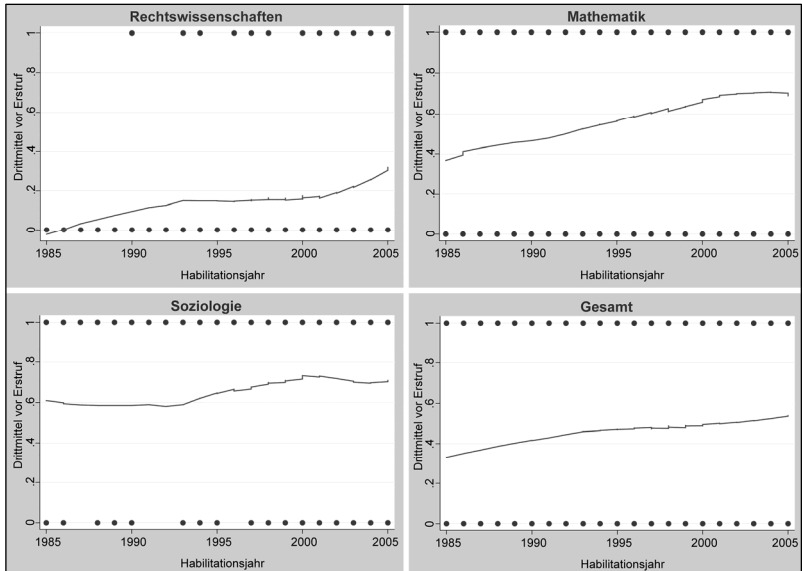 Rechtswissenschaften
Drittmittel vor Erstruf
1
.8
.6
.4
.2
0
1985 1990 1995 2000 2005
Habilitationsjahr
Mathematik
Drittmittel vor Erstruf
1
.8
.6
.4
.2
0
1985 1990 1995 2000 2005
Habilitationsjahr
Soziologie
Drittmittel vor Erstruf
1
.8
.6
.4
.2
0
1985 1990 1995 2000 2005
Habilitationsjahr
Gesamt
Drittmittel vor Erstruf
1
.8
.6
.4
.2
0
1985 1990 1995 2000 2005
Habilitationsjahr